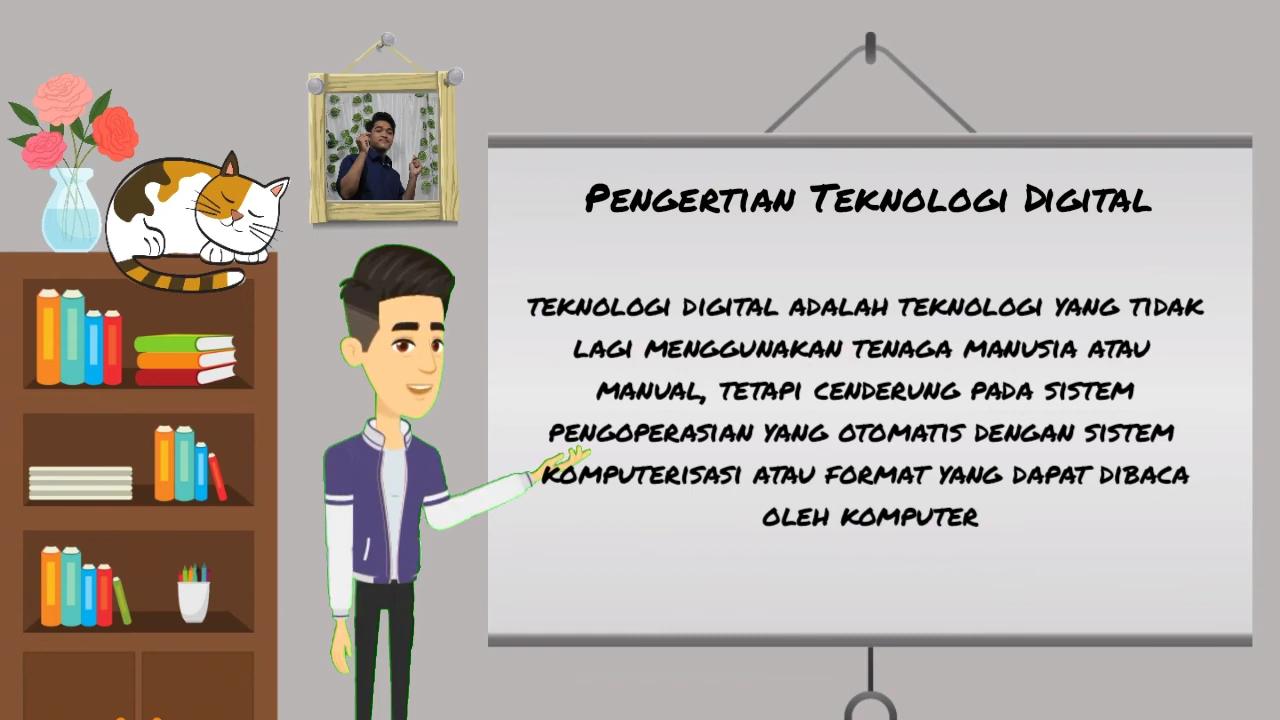 Pengertian Teknologi Digital
teknologi digital adalah teknologi yang tidak
lagi menggunakan tenaga manusia atau
manual, tetapi cenderung pada sistem
pengoperasian yang otomatis dengan sistem
komputerisasi atau format yang dapat dibaca
oleh komputer